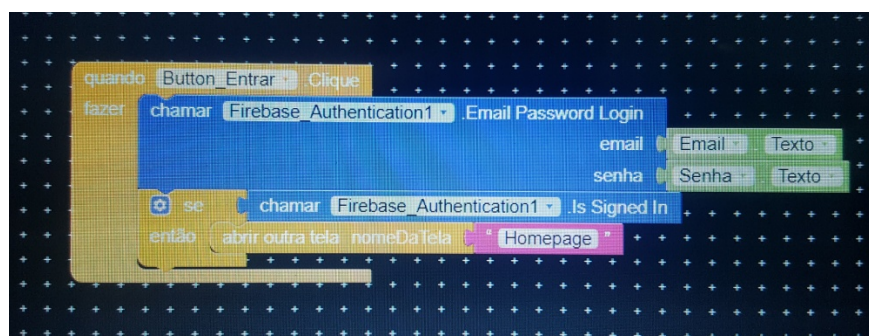 quando Button_Entrar .Clique
fazer chamar Firebase_Authentication1 .Email Password Login
email Email . Texto
senha Senha . Texto
se chamar Firebase_Authentication1 .Is Signed In
então abrir outra tela nomeDaTela " Homepage "